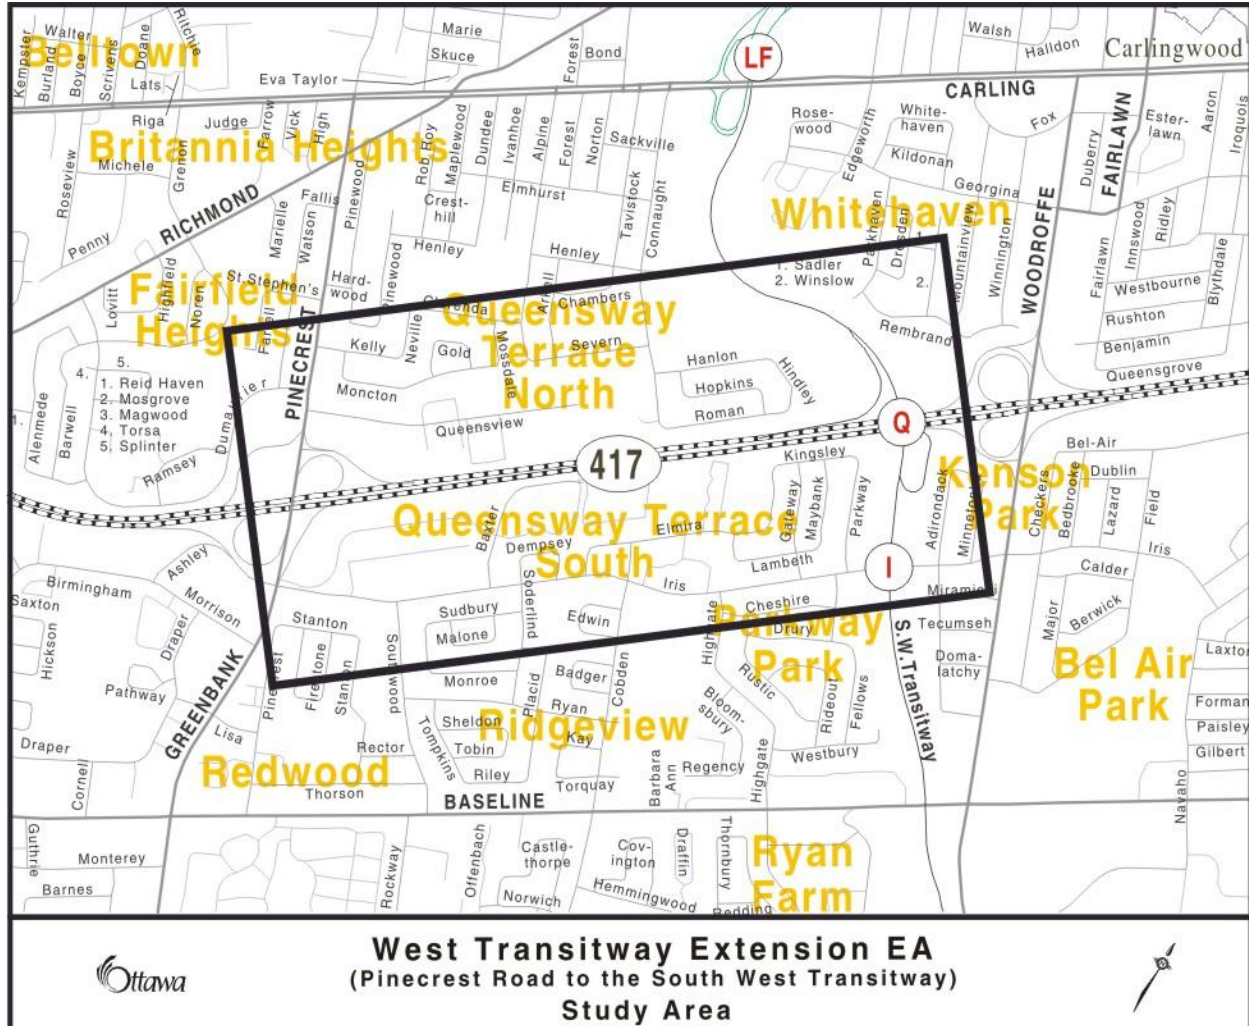 Kempster
Walter
Burland
Boyce
Scrivens
Doane
Ritchie
Belltown
Lats
Eva Taylor
Marie
Skuce
Forest
Bond
LF
Walsh
Halldon
Carlingwood
CARLING
Riga
Judge
Farrow
Vick
High
Britannia Heights
Michele
Grenon
Roseview
Penny
RICHMOND
Pinewood
Fallis
Marielle
Watson
Rob Roy
Maplewood
Dundee
Ivanhoe
Alpine
Forest
Norton
Sackville
Elmhurst
Crest-
hill
Henley
Henley
Tavistock
Connaught
Rose-
wood
Edgeworth
White-
haven
Kildonan
Georgina
Fox
Duberry
FAIRLAWN
Ester-
lawn
Aaron
Iroquois
Whitehaven
Parkhaven
Dresden
1.
2.
1. Sadler
2. Winslow
Mountainview
Winnington
WOODROFFE
Fairlawn
Innswood
Ridley
Westbourne
Blythdale
Rushton
Benjamin
Queensgrove
Rembrand
Fairfield
Heights
Lovitt
Highfield
Noren
St. Stephen's
Farrell
Hard-
wood
Pinewood
PINECREST
Neville
Kelly
Gold
Moncton
Mossdale
Chambers
Severn
Queensway
Terrace
North
Queensview
Hanlon
Hopkins
Roman
Hindley
Q
417
Kingsley
Alenmede
Barwell
1.
4.
5.
1. Reid Haven
2. Mosgrove
3. Magwood
4. Torsa
5. Splinter
Dumaurier
Ramsey
Queensway Terrace
South
Baxter
Dempsey
Elmira
Iris
Soderlind
Gateway
Maybank
Parkway
Lambeth
I
Adirondack
Kenson
Park
Bel-Air
Dublin
Checkers
Bedbrooke
Lazard
Field
Iris
Calder
Berwick
Major
Birmingham
Ashley
Morrison
Saxton
Hickson
Draper
Pathway
Draper
Cornell
GREENBANK
Lisa
Stanton
Firestone
Stanton
Sudbury
Malone
Edwin
Monroe
Badger
Cobden
Placid
Ryan
Highgate
Cheshire
Drury
Parkway
Park
Rustic
Bloom-
sbury
Rideout
Fellows
Westbury
S.W.Transitway
Tecumseh
Doma-
latchy
Bel Air
Park
Forman
Paisley
Gilbert
Navaho
Redwood
Rector
Thorson
Tompkins
Sheldon
Tobin
Riley
Ridgeview
Kay
Torquay
Barbara
Ann
Regency
Highgate
BASELINE
Guthrie
Monterey
Barnes
Rockway
Offenbach
Castle-
thorpe
Norwich
Cov-
ington
Hemmingwood
Draffin
Thornbury
Redding
Ryan
Farm
Ottawa
West Transitway Extension EA
(Pinecrest Road to the South West Transitway)
Study Area